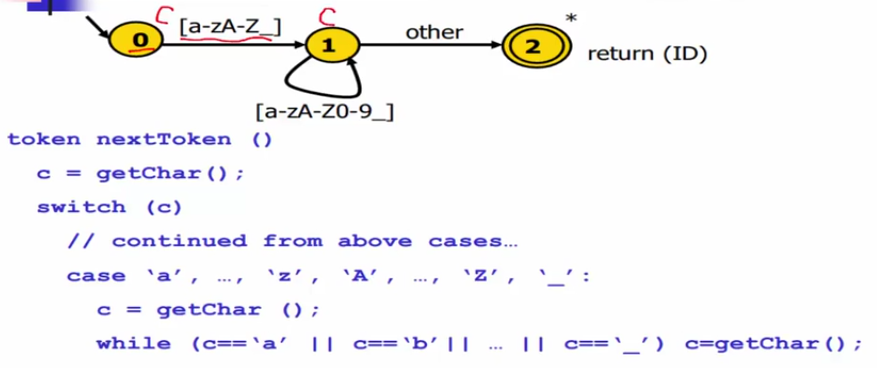 C
C
*
0
[a-zA-Z_]
1
other
2
return (ID)
[a-zA-Z0-9_]
token nextToken ()
c = getChar();
switch (c)
// continued from above cases…
case ‘a’, …, ‘z’, ‘A’, …, ‘Z’, ‘_’:
c = getChar ();
while (c==‘a’ || c==‘b’|| … || c==‘_’) c=getChar();